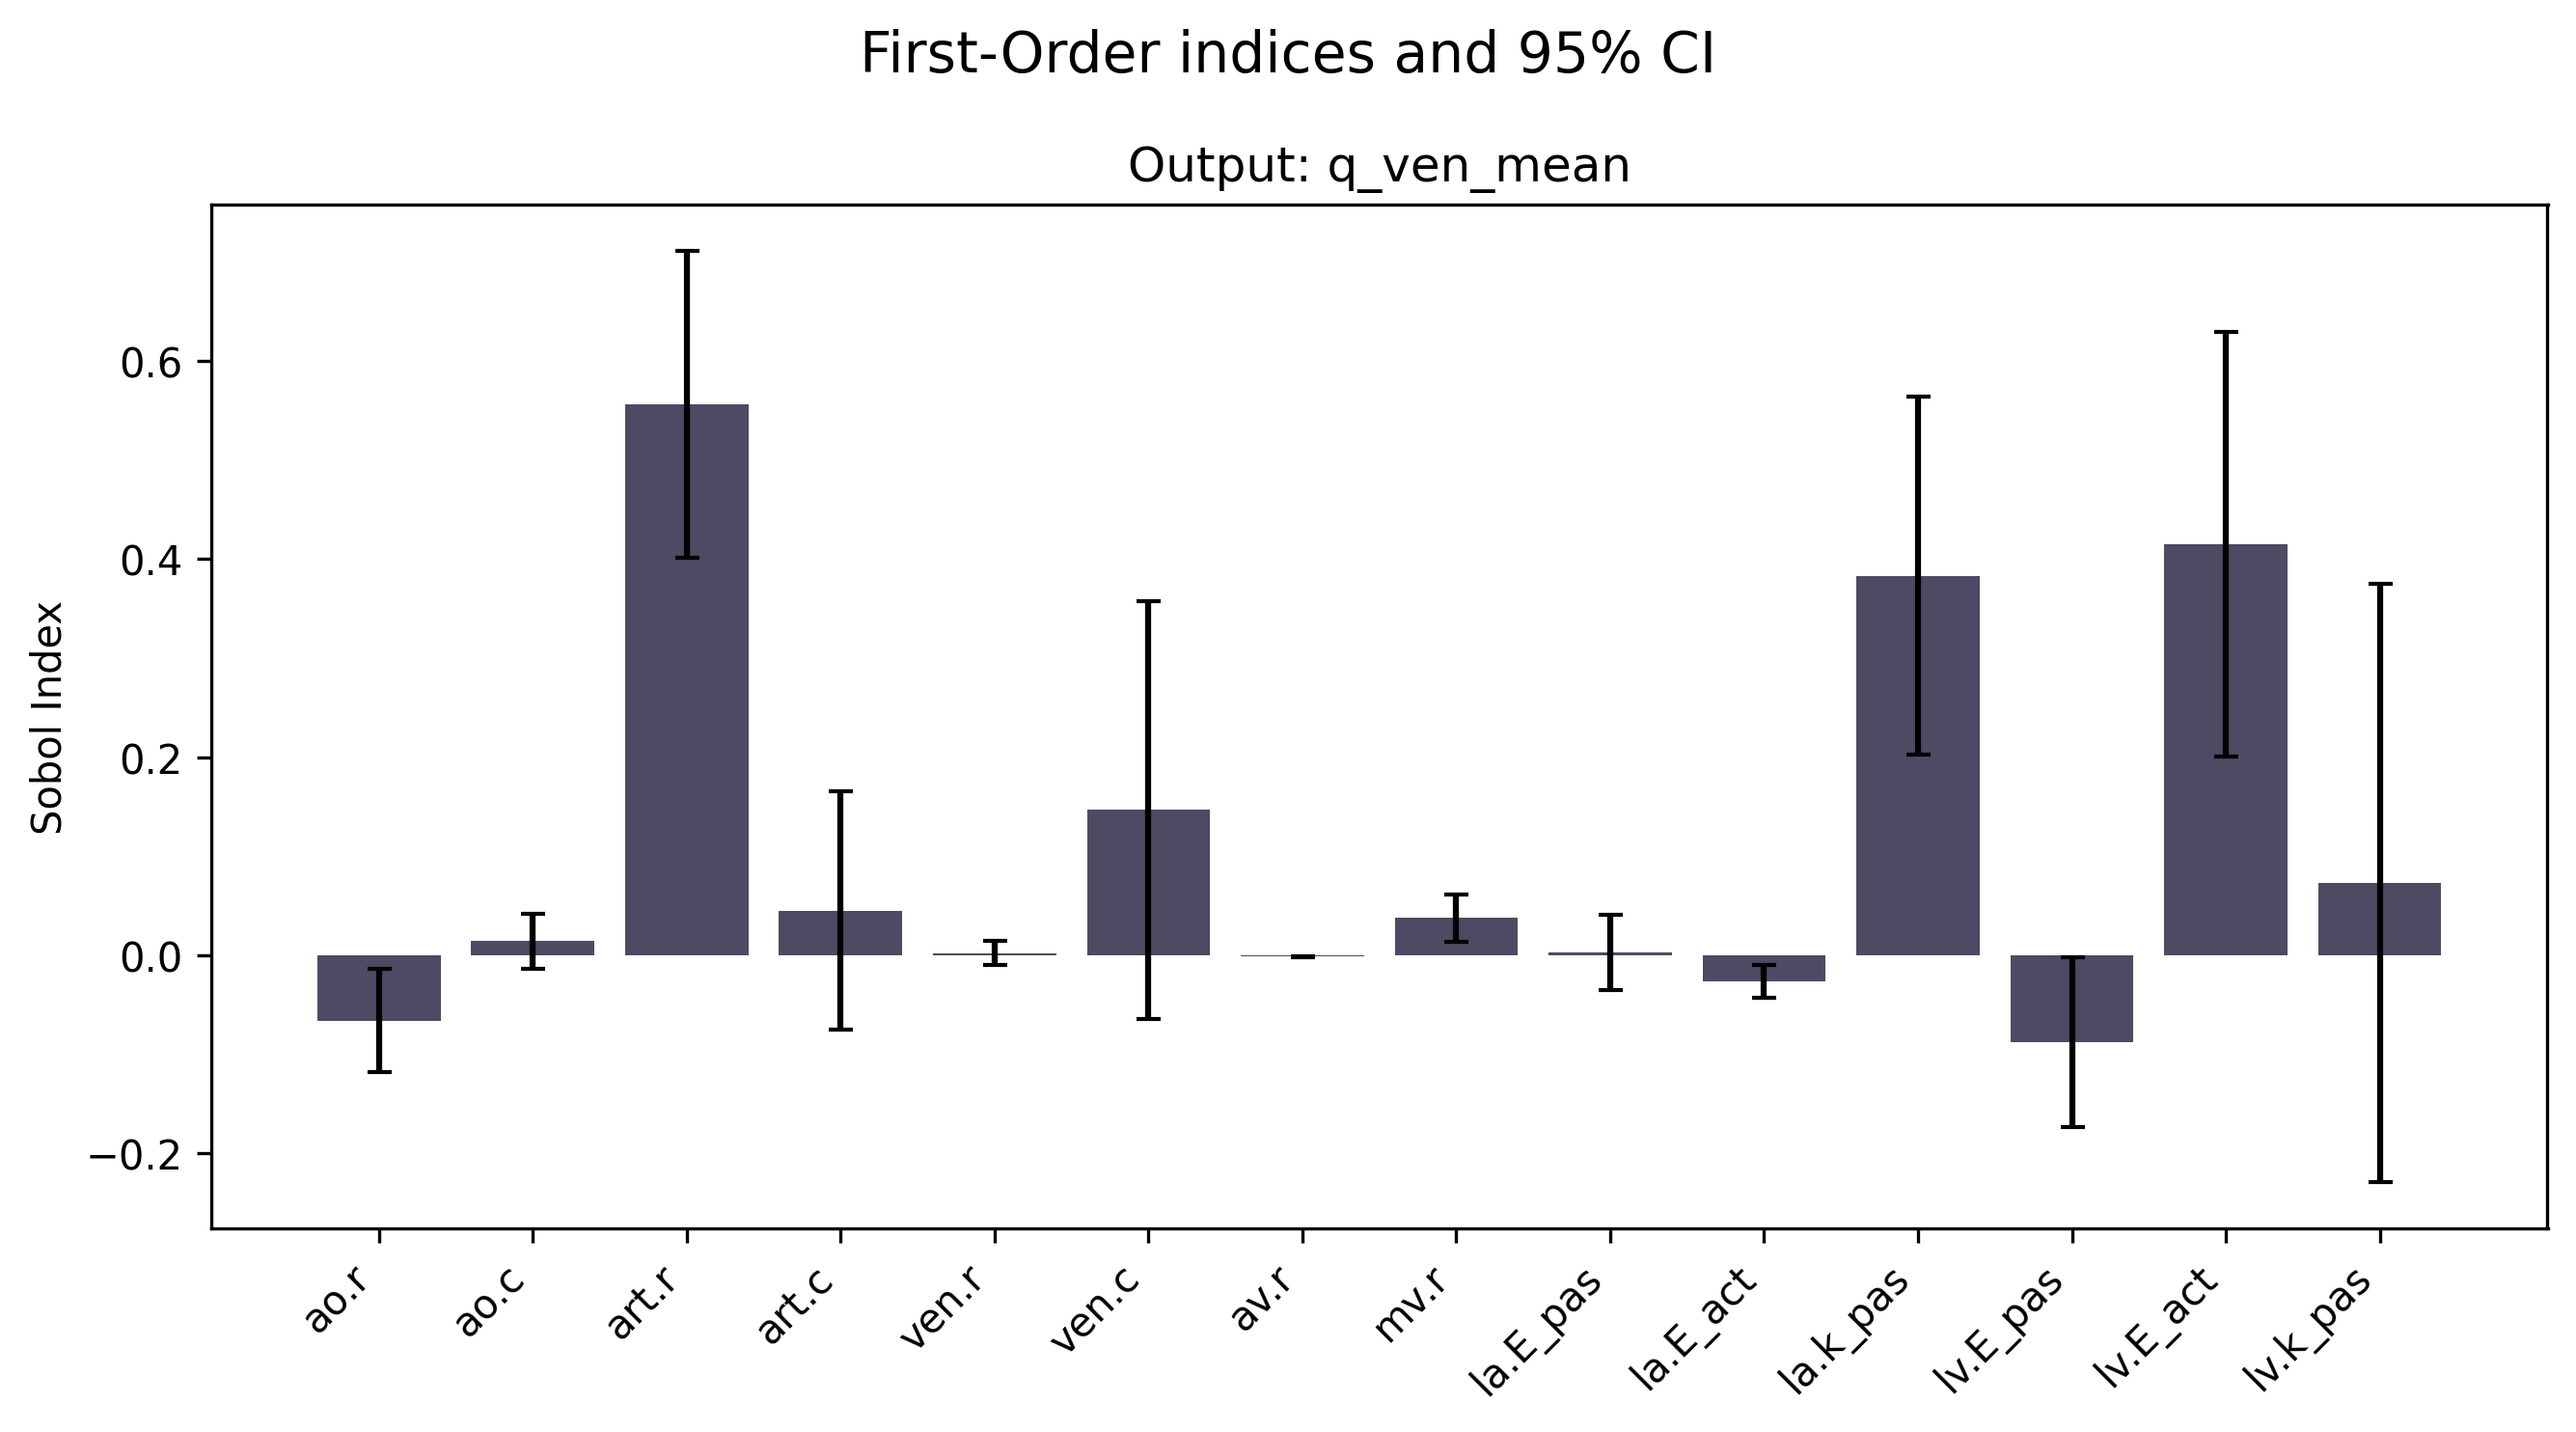 First-Order indices and 95% CI
Output: q_ven_mean
Sobol Index
0.6
0.4
0.2
0.0
−0.2
ao.r
ao.c
art.r
art.c
ven.r
ven.c
av.r
mv.r
la.E_pas
la.E_act
la.k_pas
lv.E_pas
lv.E_act
lv.k_pas